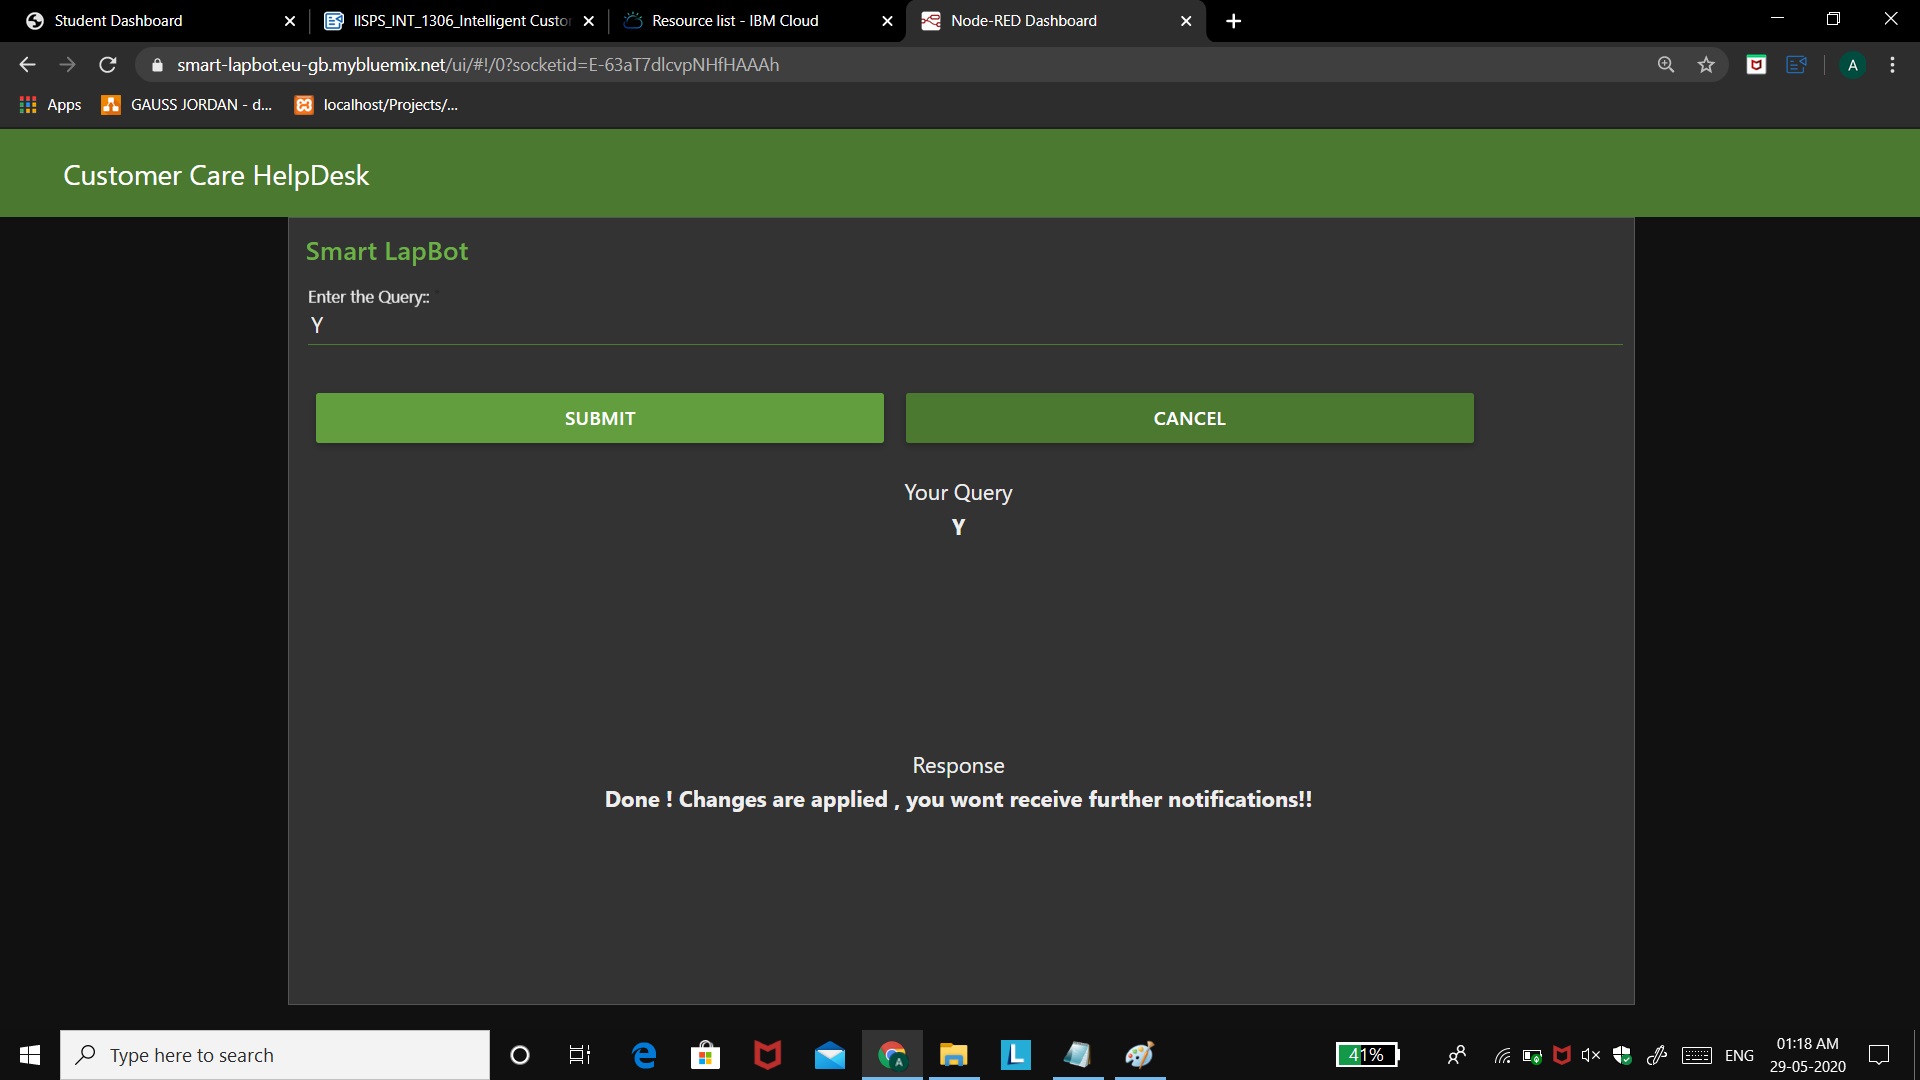 Student Dashboard
IISPS_INT_1306_Intelligent Custo
Resource list - IBM Cloud
Node-RED Dashboard
smart-lapbot.eu-gb.mybluemix.net/ui/#!/0?socketid=E-63aT7dlcvpNHfHAAAh
A
Apps
GAUSS JORDAN - d...
localhost/Projects/...
Customer Care HelpDesk
Smart LapBot
Enter the Query::
Y
SUBMIT
CANCEL
Your Query
Y
Response
Done ! Changes are applied , you wont receive further notifications!!
Type here to search
A
L
41%
ENG
01:18 AM
29-05-2020